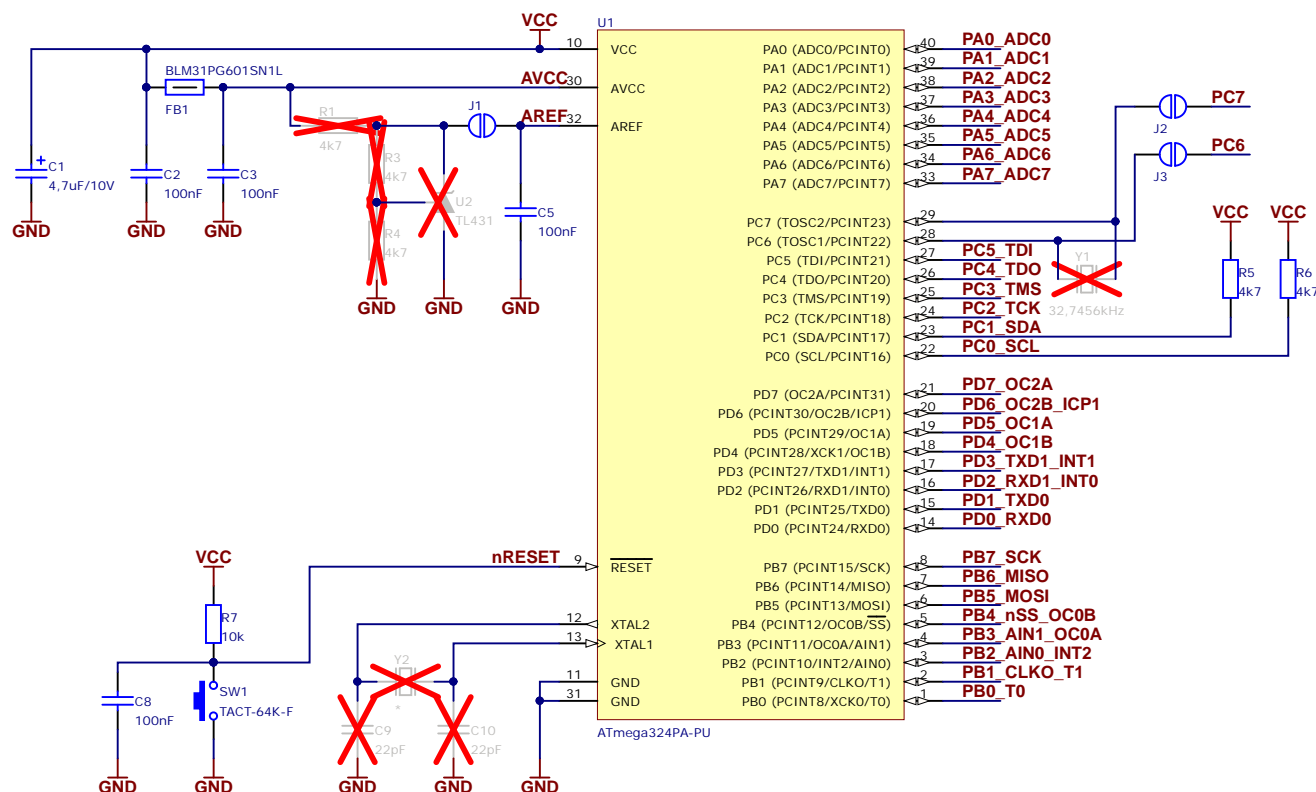 VCC
U1
10 VCC
BLM31PG601SN1L
FB1
AVCC 30 AVCC
J1
AREF 32 AREF
R1
4k7
R3
4k7
R4
4k7
U2
TL431
C1
4,7uF/10V
C2
100nF
C3
100nF
C5
100nF
GND
GND
GND
GND
GND
GND
PA0 (ADC0/PCINT0) 40 PA0_ADC0
PA1 (ADC1/PCINT1) 39 PA1_ADC1
PA2 (ADC2/PCINT2) 38 PA2_ADC2
PA3 (ADC3/PCINT3) 37 PA3_ADC3
PA4 (ADC4/PCINT4) 36 PA4_ADC4
PA5 (ADC5/PCINT5) 35 PA5_ADC5
PA6 (ADC6/PCINT6) 34 PA6_ADC6
PA7 (ADC7/PCINT7) 33 PA7_ADC7
J2
PC7
J3
PC6
PC7 (TOSC2/PCINT23) 29
PC6 (TOSC1/PCINT22) 28
PC5 (TDI/PCINT21) 27 PC5_TDI
PC4 (TDO/PCINT20) 26 PC4_TDO
PC3 (TMS/PCINT19) 25 PC3_TMS
PC2 (TCK/PCINT18) 24 PC2_TCK
PC1 (SDA/PCINT17) 23 PC1_SDA
PC0 (SCL/PCINT16) 22 PC0_SCL
Y1
32,7456kHz
VCC
VCC
R5
4k7
R6
4k7
PD7 (OC2A/PCINT31) 21 PD7_OC2A
PD6 (PCINT30/OC2B/ICP1) 20 PD6_OC2B_ICP1
PD5 (PCINT29/OC1A) 19 PD5_OC1A
PD4 (PCINT28/XCK1/OC1B) 18 PD4_OC1B
PD3 (PCINT27/TXD1/INT1) 17 PD3_TXD1_INT1
PD2 (PCINT26/RXD1/INT0) 16 PD2_RXD1_INT0
PD1 (PCINT25/TXD0) 15 PD1_TXD0
PD0 (PCINT24/RXD0) 14 PD0_RXD0
VCC
nRESET 9 RESET
R7
10k
12 XTAL2
13 XTAL1
Y2
*
11 GND
31 GND
C8
100nF
SW1
TACT-64K-F
C9
22pF
C10
22pF
GND
GND
GND
GND
GND
PB7 (PCINT15/SCK) 8 PB7_SCK
PB6 (PCINT14/MISO) 7 PB6_MISO
PB5 (PCINT13/MOSI) 6 PB5_MOSI
PB4 (PCINT12/OC0B/SS) 5 PB4_nSS_OC0B
PB3 (PCINT11/OC0A/AIN1) 4 PB3_AIN1_OC0A
PB2 (PCINT10/INT2/AIN0) 3 PB2_AIN0_INT2
PB1 (PCINT9/CLKO/T1) 2 PB1_CLKO_T1
PB0 (PCINT8/XCK0/T0) 1 PB0_T0
ATmega324PA-PU